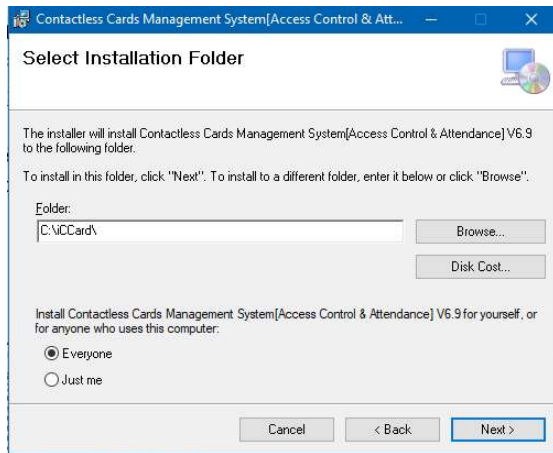 Contactless Cards Management System[Access Control & Att...
Select Installation Folder
The installer will install Contactless Cards Management System[Access Control & Attendance] V6.9
to the following folder.
To install in this folder, click "Next". To install to a different folder, enter it below or click "Browse".
Folder:
C:\iCCard\
Browse...
Disk Cost...
Install Contactless Cards Management System[Access Control & Attendance] V6.9 for yourself, or
for anyone who uses this computer:
Everyone
Just me
Cancel
< Back
Next >